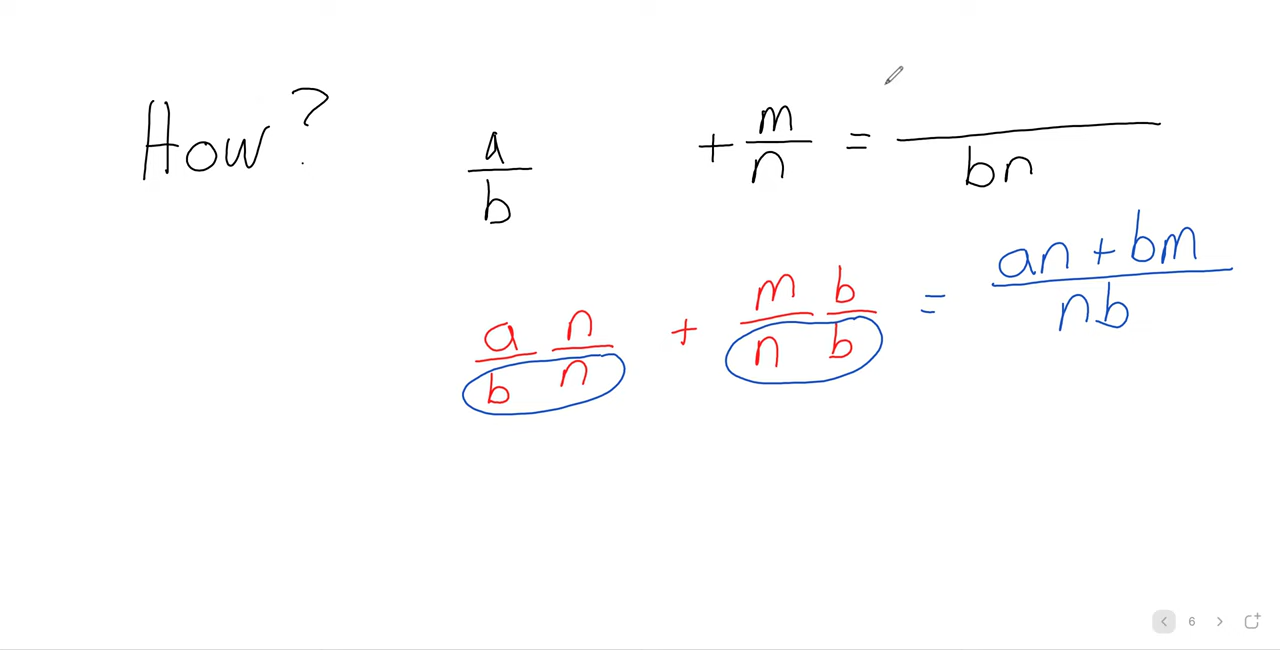 How?
a/b + m/n = /bn
a/b n/n + m/n b/b = an + bm/nb
6